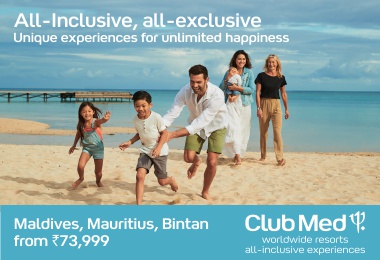 All-Inclusive, all-exclusive
Unique experiences for unlimited happiness
Maldives, Mauritius, Bintan
from ₹73,999
Club Med
worldwide resorts
all-inclusive experiences